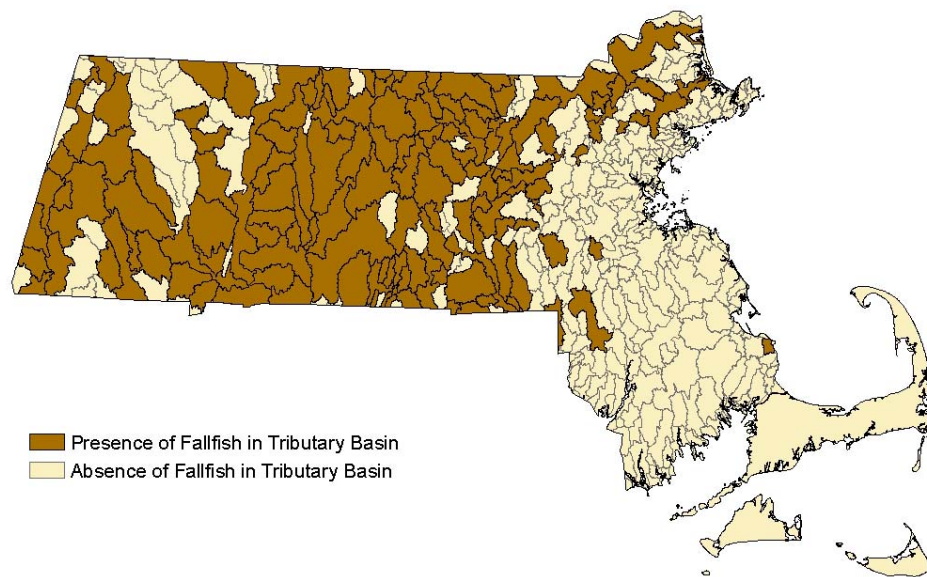 Presence of Fallfish in Tributary Basin
Absence of Fallfish in Tributary Basin